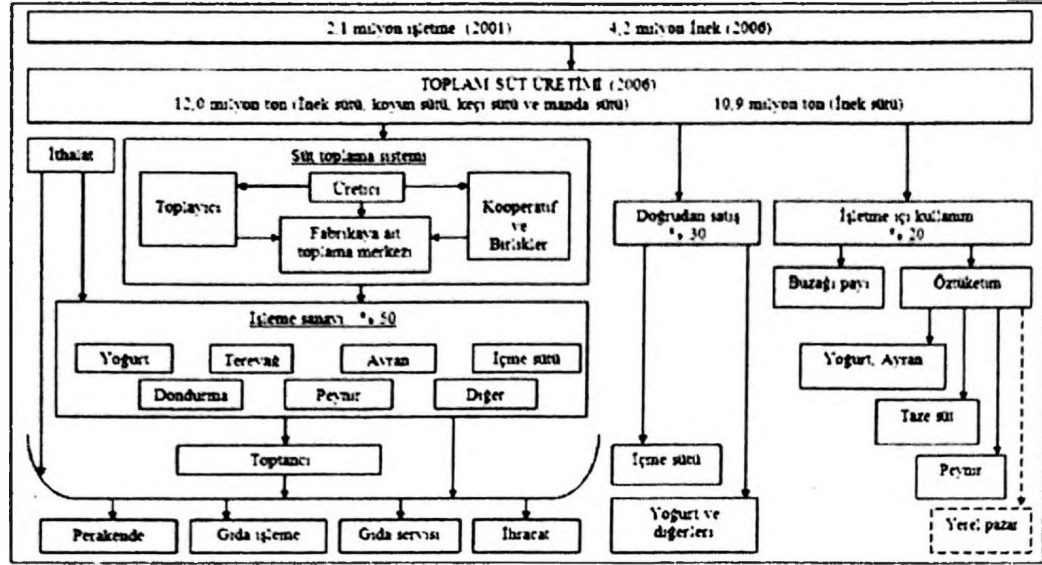 2.1 milyon işletme (2001) 4,2 milyon İnek (2006)
TOPLAM SÜT ÜRETİMİ (2006)
12,0 milyon ton (İnek sütü, koyun sütü, keçi sütü ve manda sütü) 10,9 milyon ton (İnek sütü)
İthalat
Süt toplama sistemi
Toplayıcı
Üretici
Fabrikaya ait
toplama merkezi
Kooperatif
ve
Birlikler
Doğrudan satış
% 30
İşletme içi kullanım
% 20
Buzağı payı
Öztüketim
İşleme sanayi % 50
Yoğurt
Tereyağ
Ayran
İçme sütü
Dondurma
Peynir
Diğer
Yoğurt, Ayran
Taze süt
Peynir
Yerel pazar
Toptancı
İçme sütü
Yoğurt ve
diğerleri
Perakende
Gıda işleme
Gıda servisi
İhracat